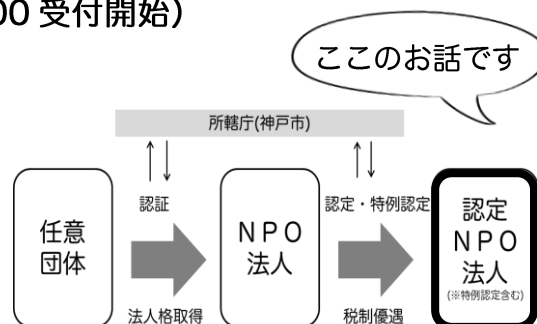 00 受付開始）
ここのお話です
所轄庁(神戸市)
認証
認定・特例認定
任意
団体
ＮＰＯ
法人
認定
ＮＰＯ
法人
(※特例認定含む)
法人格取得
税制優遇